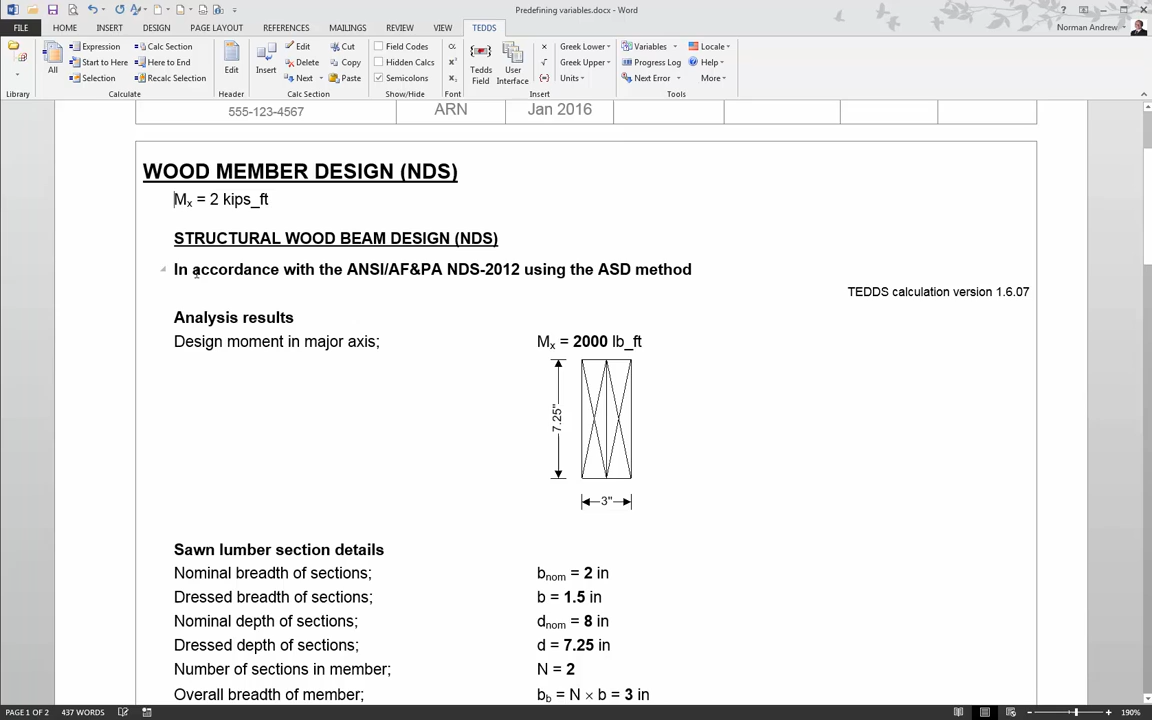 Predefining variables.docx - Word
FILE HOME INSERT DESIGN PAGE LAYOUT REFERENCES MAILINGS REVIEW VIEW TEDDS Norman Andrew
Expression Calc Section Edit Cut Field Codes Greek Lower Variables Locale
All Start to Here Here to End Edit Insert Delete Copy Hidden Calcs Tedds Field User Interface Greek Upper Progress Log Help
Selection Recalc Selection Next Paste Semicolons Units Next Error More
Library Calculate Header Calc Section Show/Hide Font Insert Tools
555-123-4567 ARN Jan 2016
WOOD MEMBER DESIGN (NDS)
Mx = 2 kips_ft
STRUCTURAL WOOD BEAM DESIGN (NDS)
In accordance with the ANSI/AF&PA NDS-2012 using the ASD method
TEDDS calculation version 1.6.07
Analysis results
Design moment in major axis; Mx = 2000 lb_ft
7.25"
3"
Sawn lumber section details
Nominal breadth of sections; bnom = 2 in
Dressed breadth of sections; b = 1.5 in
Nominal depth of sections; dnom = 8 in
Dressed depth of sections; d = 7.25 in
Number of sections in member; N = 2
Overall breadth of member; bb = N × b = 3 in
PAGE 1 OF 2 437 WORDS 190%